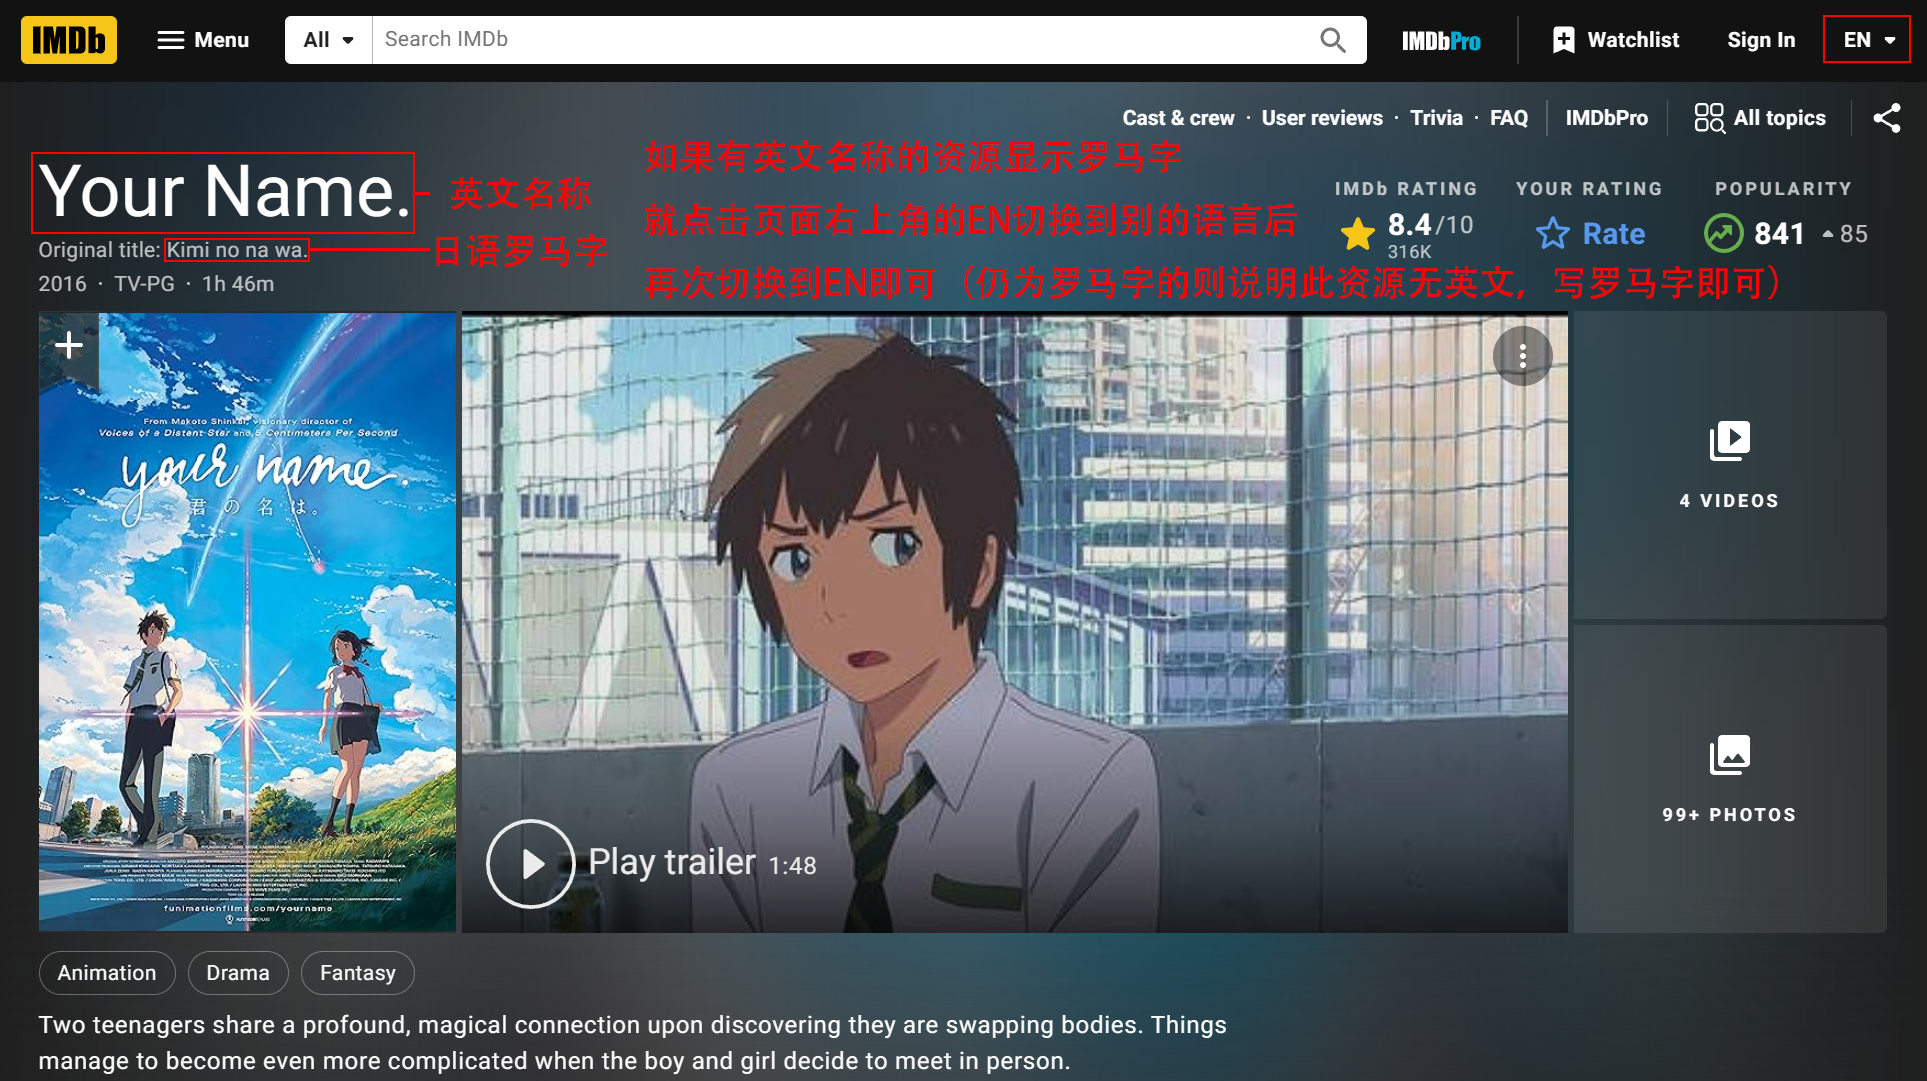 IMDb Menu All Search IMDb IMDbPro Watchlist Sign In EN
Cast & crew · User reviews · Trivia · FAQ IMDbPro All topics
如果有英文名称的资源显示罗马字
Your Name. 英文名称
就点击页面右上角的EN切换到别的语言后
IMDb RATING YOUR RATING POPULARITY
8.4/10 Rate 841 85
316K
Original title: Kimi no na wa. 日语罗马字
再次切换到EN即可（仍为罗马字的则说明此资源无英文，写罗马字即可）
2016 · TV-PG · 1h 46m
From Makoto Shinkai, visionary director of
Voices of a Distant Star and 5 Centimeters Per Second
your name.
君の名は。
funimationfilms.com/yourname
Play trailer 1:48
4 VIDEOS
99+ PHOTOS
Animation Drama Fantasy
Two teenagers share a profound, magical connection upon discovering they are swapping bodies. Things
manage to become even more complicated when the boy and girl decide to meet in person.